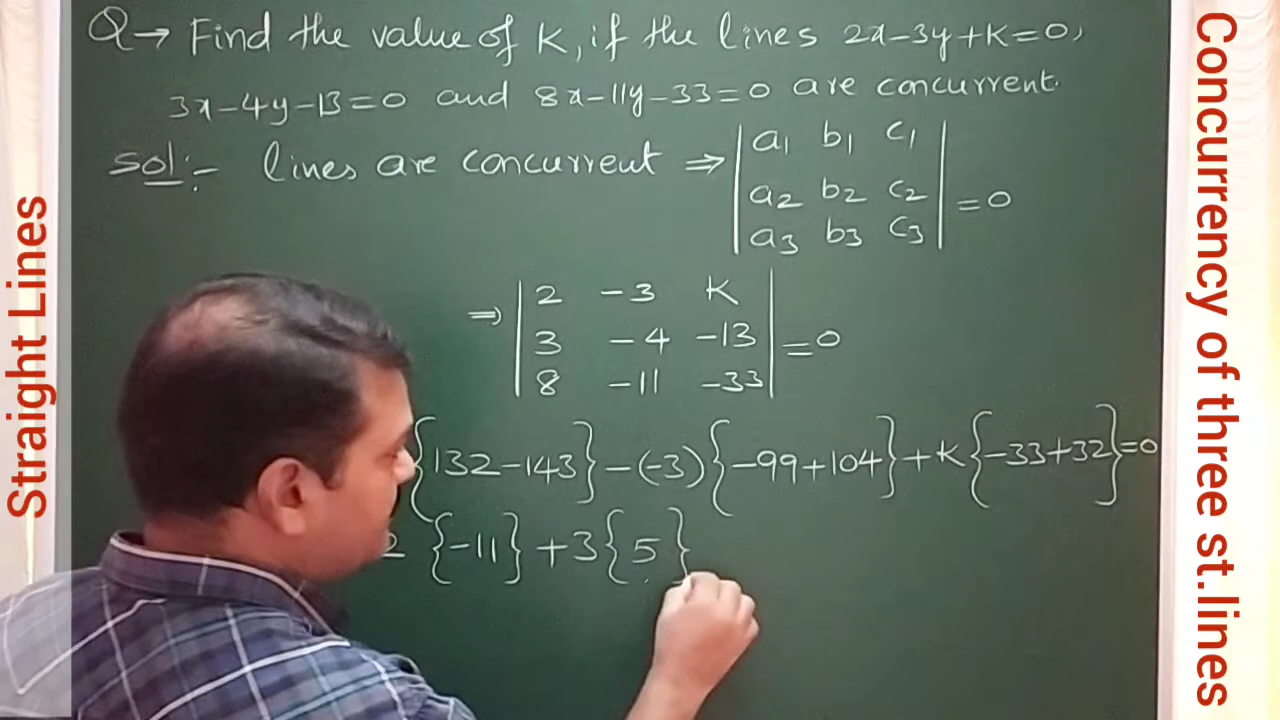 Q→ Find the value of K, if the lines 2x-3y+K=0,
3x-4y-13=0 and 8x-11y-33=0 are concurrent.
Sol:- lines are concurrent ⇒ | a1 b1 c1 |
| a2 b2 c2 | =0
| a3 b3 c3 |
⇒ | 2 -3 K |
| 3 -4 -13 | =0
| 8 -11 -33 |
{132-143}-(-3){-99+104}+K{-33+32}=0
2{-11}+3{5}
Straight Lines
Concurrency of three st.lines